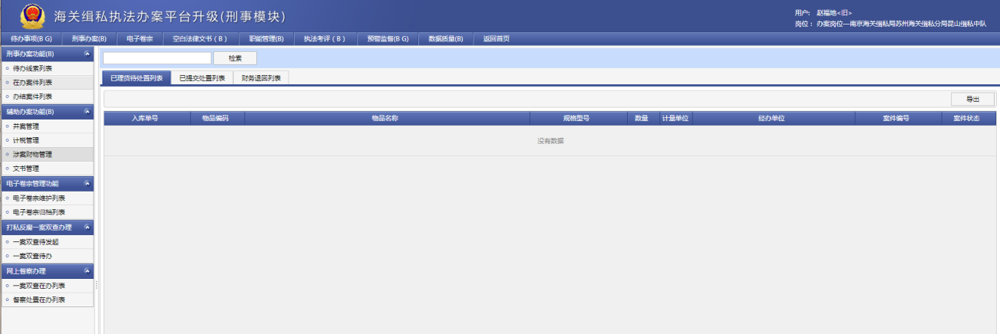 海关缉私执法办案平台升级(刑事模块)
用户: 赵福地<旧>
岗位: 办案岗位—南京海关缉私局苏州海关缉私分局昆山缉私中队
待办事项(B G) 刑事办案(B) 电子卷宗 空白法律文书 ( B ) 职能管理(B) 执法考评 ( B ) 预警监督(B G) 数据质量(B) 返回首页
刑事办案功能(B)
待办线索列表
在办案件列表
办结案件列表
辅助办案功能(B)
并案管理
计税管理
涉案财物管理
文书管理
电子卷宗管理功能
电子卷宗维护列表
电子卷宗归档列表
打私反腐一案双查办理
一案双查待发起
一案双查待办
网上督察办理
一案双查在办列表
督察处置在办列表
检索
已理货待处置列表 已提交处置列表 财务退回列表
导出
入库单号 物品编码 物品名称 规格型号 数量 计量单位 经办单位 案件编号 案件状态
没有数据